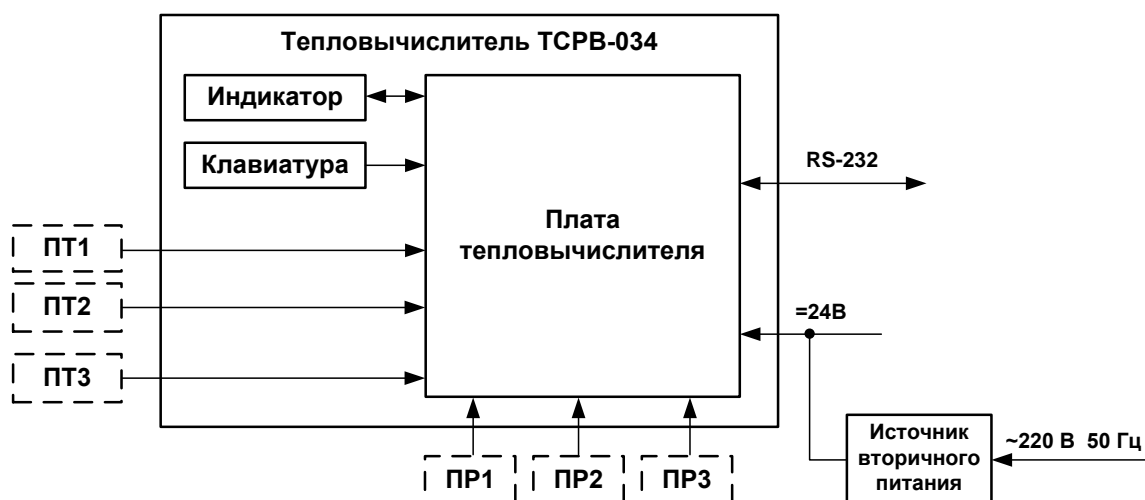 Тепловычислитель ТСРВ-034
Индикатор
Клавиатура
RS-232
Плата
тепловычислителя
ПТ1
ПТ2
ПТ3
=24В
ПР1
ПР2
ПР3
Источник
вторичного
питания
~220 В 50 Гц